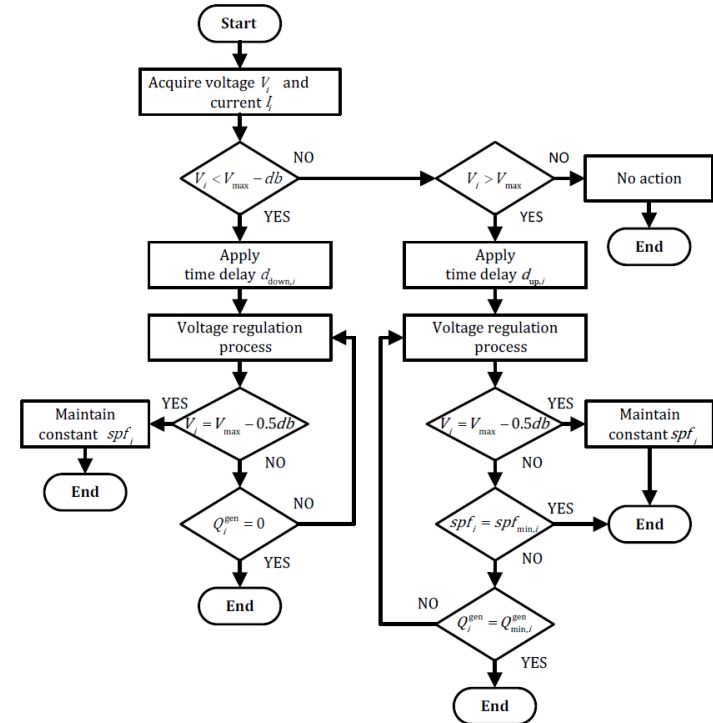 Start
Acquire voltage V_i and
current I_i
V_i < V_max − db
NO
YES
V_i > V_max
NO
YES
No action
End
Apply
time delay d_down,i
Apply
time delay d_up,i
Voltage regulation
process
Voltage regulation
process
V_i = V_max − 0.5db
YES
NO
Maintain
constant spf_i
End
V_i = V_max − 0.5db
YES
NO
Maintain
constant spf_i
Q_i^gen = 0
NO
YES
End
spf_i = spf_min,i
YES
NO
End
Q_i^gen = Q_min,i^gen
NO
YES
End